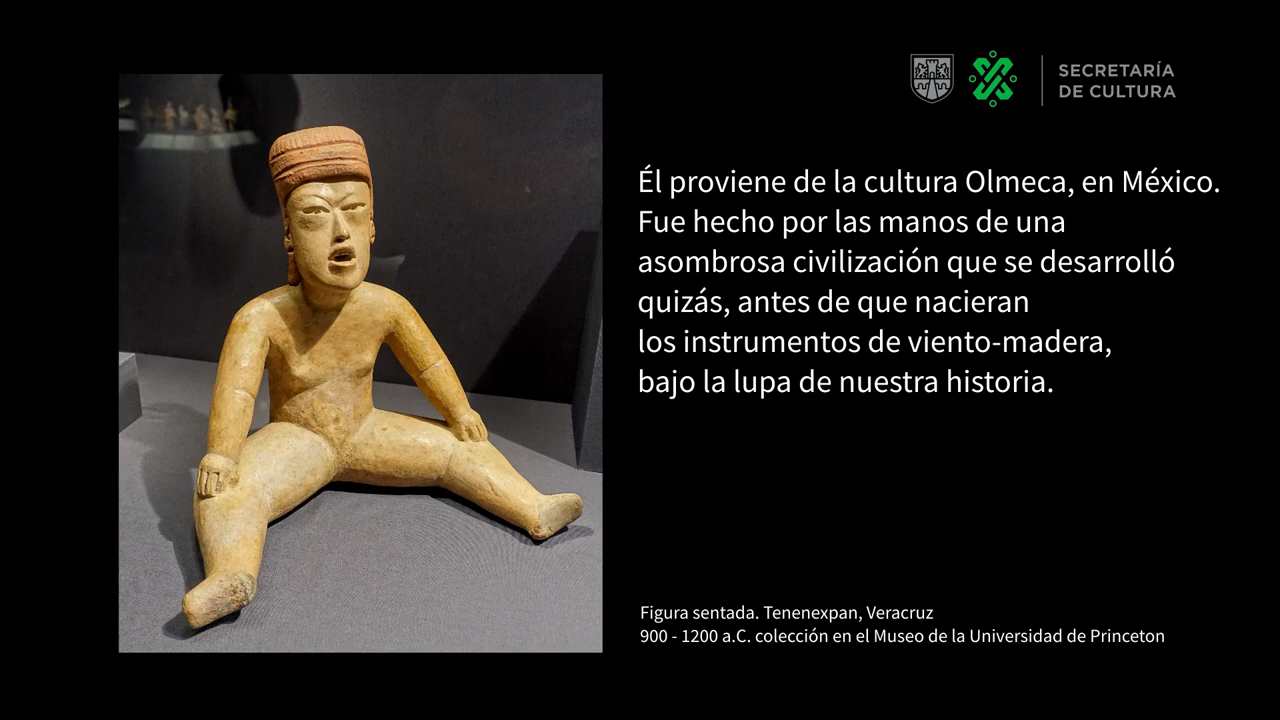 SECRETARÍA
DE CULTURA
Él proviene de la cultura Olmeca, en México.
Fue hecho por las manos de una
asombrosa civilización que se desarrolló
quizás, antes de que nacieran
los instrumentos de viento-madera,
bajo la lupa de nuestra historia.
Figura sentada. Tenenexpan, Veracruz
900 - 1200 a.C. colección en el Museo de la Universidad de Princeton